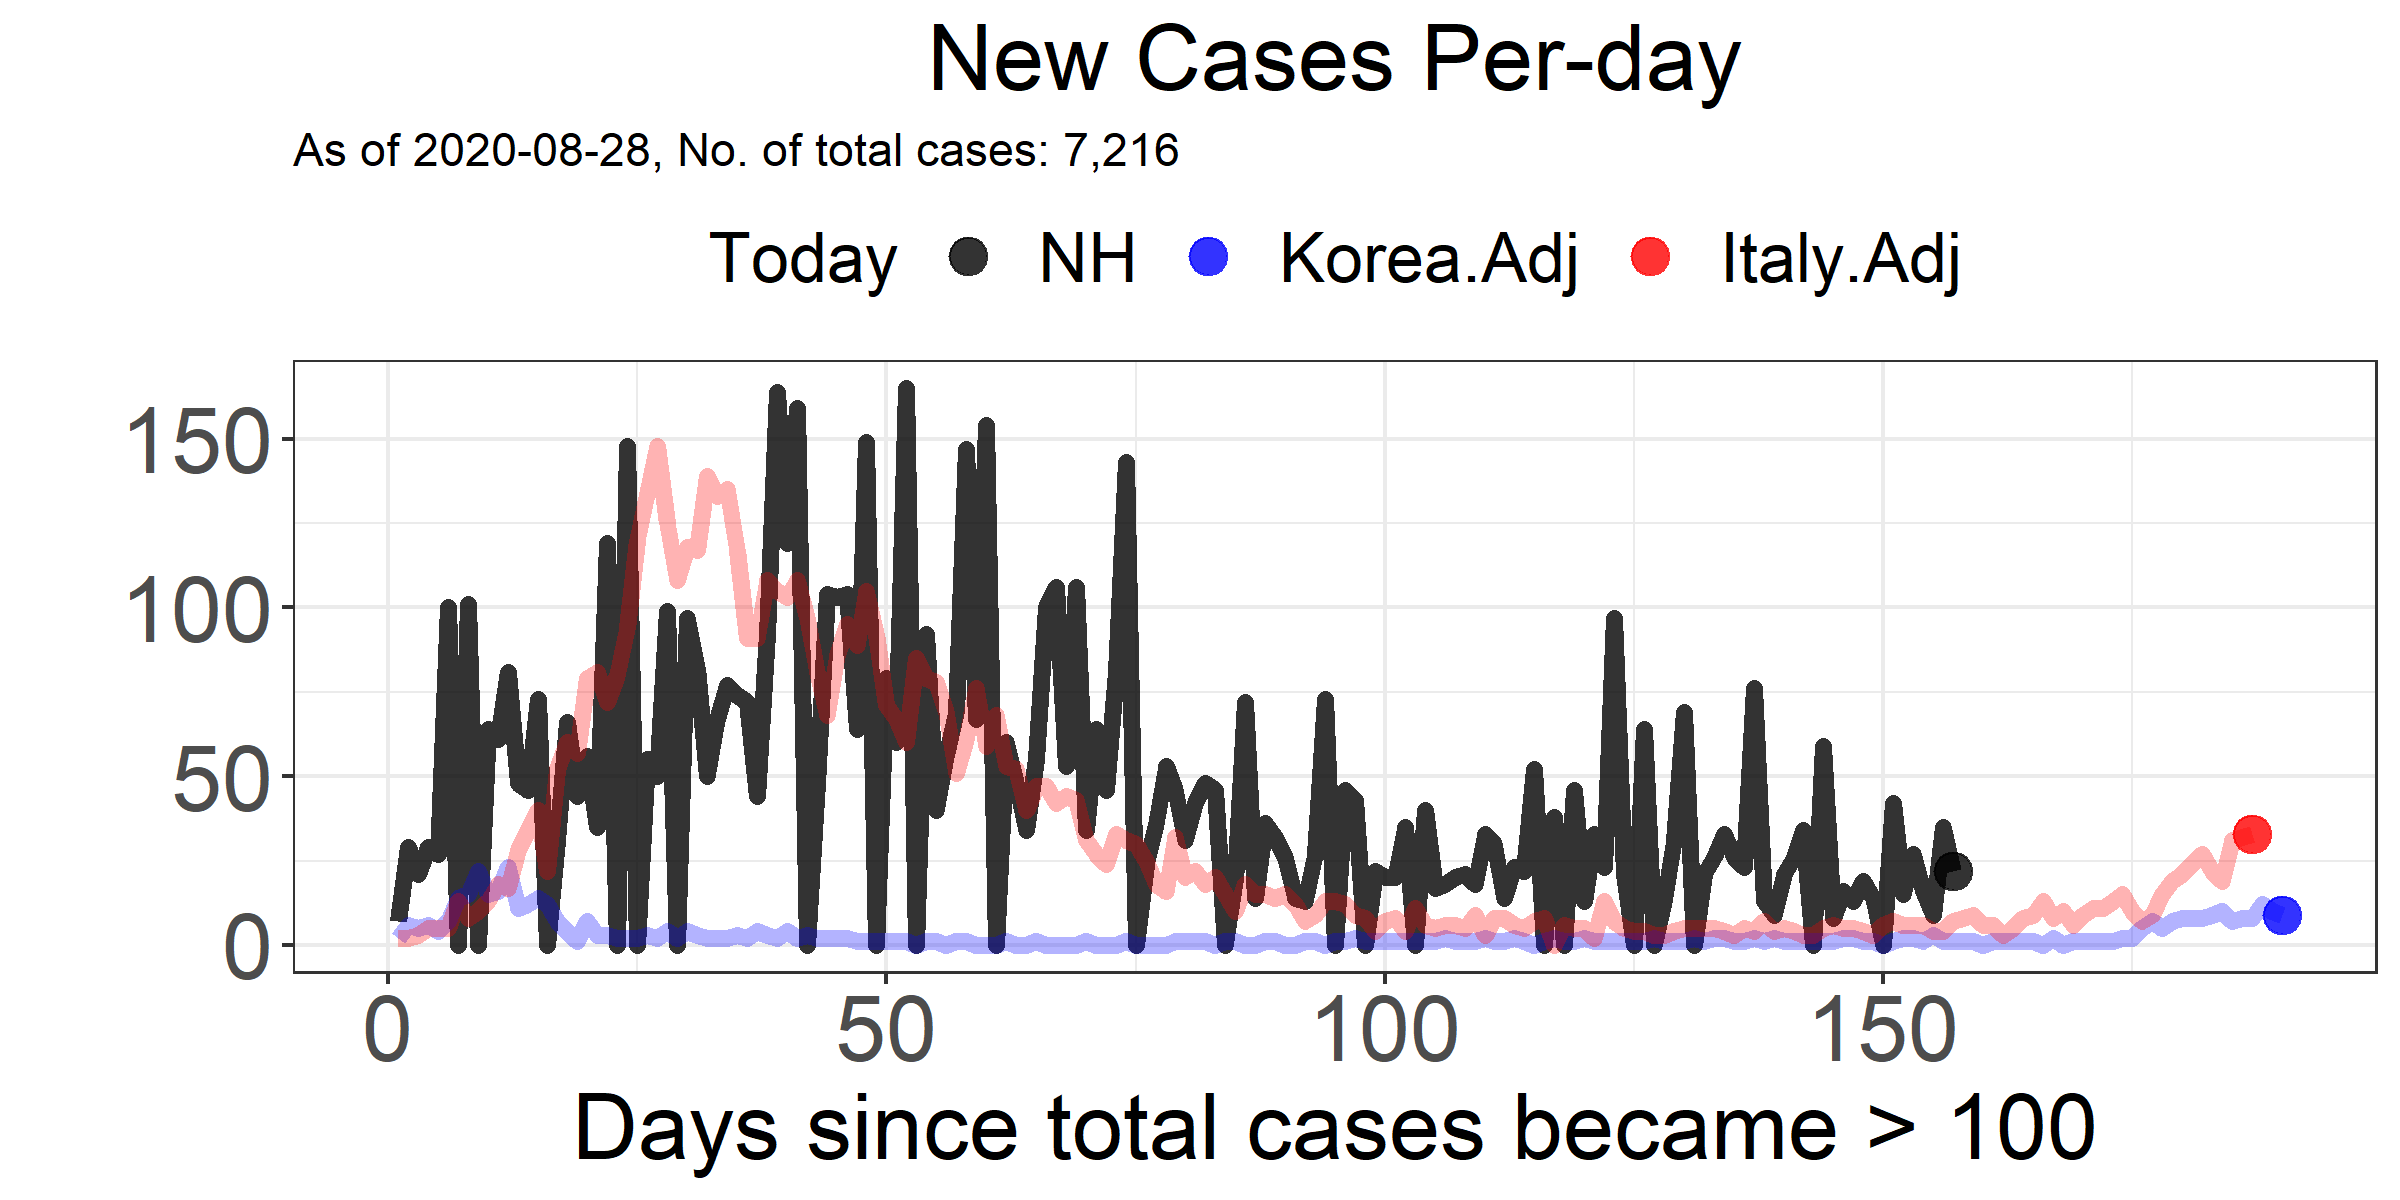 New Cases Per-day
As of 2020-08-28, No. of total cases: 7,216
Today NH Korea.Adj Italy.Adj
150
100
50
0
0 50 100 150
Days since total cases became > 100